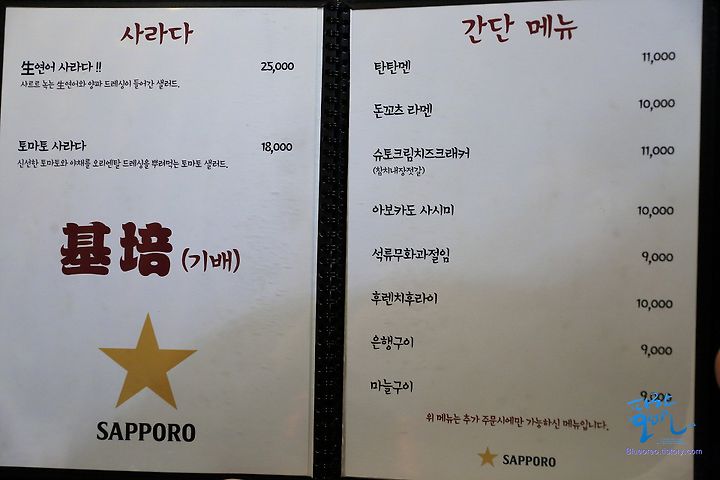 사라다
生연어 사라다 !! 25,000
사르르 녹는 生연어와 양파 드레싱이 들어간 샐러드.
토마토 사라다 18,000
신선한 토마토와 야채를 오리엔탈 드레싱을 뿌려먹는 토마토 샐러드.
基培 (기배)
SAPPORO
간단 메뉴
탄탄멘 11,000
돈꼬츠 라멘 10,000
슈토크림치즈크래커 11,000
(참치내장젓갈)
아보카도 사시미 10,000
석류무화과절임 9,000
후렌치후라이 10,000
은행구이 9,000
마늘구이 9,000
위 메뉴는 추가 주문시에만 가능하신 메뉴입니다.
SAPPORO
Blueoreo.tistory.com